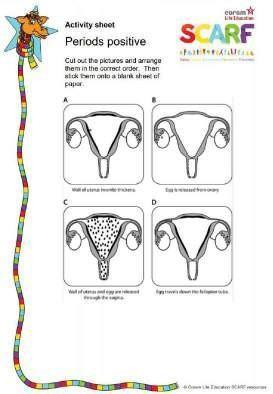 Activity sheet
coram
Life Education
SCARF
Periods positive
Cut out the pictures and arrange
them in the correct order. Then
stick them onto a blank sheet of
paper.
A
B
Wall of uterus (womb) thickens.
Egg is released from ovary
C
D
Wall of uterus and egg are released
through the vagina.
Egg travels down the fallopian tube.
© Coram Life Education SCARF resources